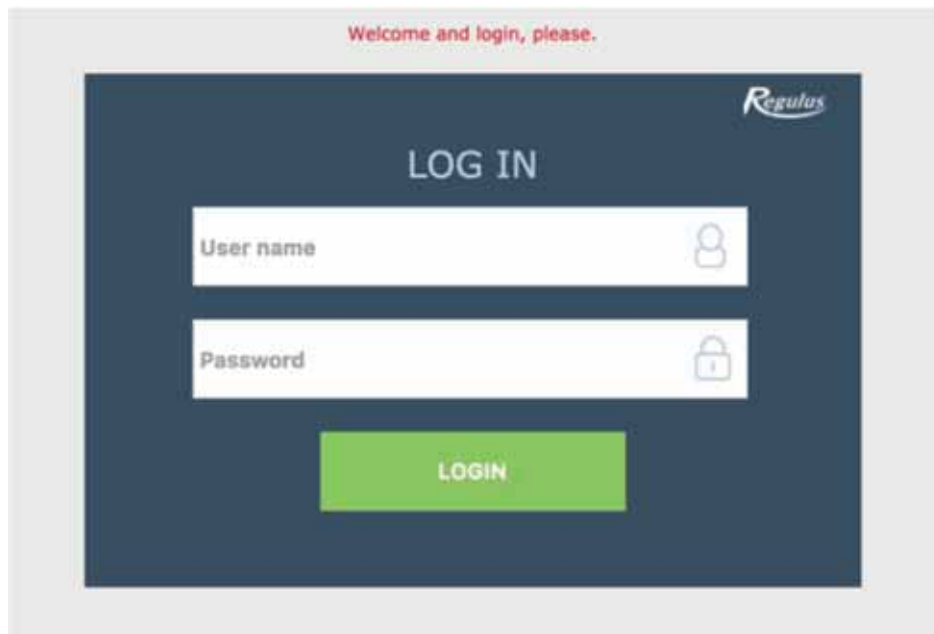 Welcome and login, please.
Regulus
LOG IN
User name
Password
LOGIN